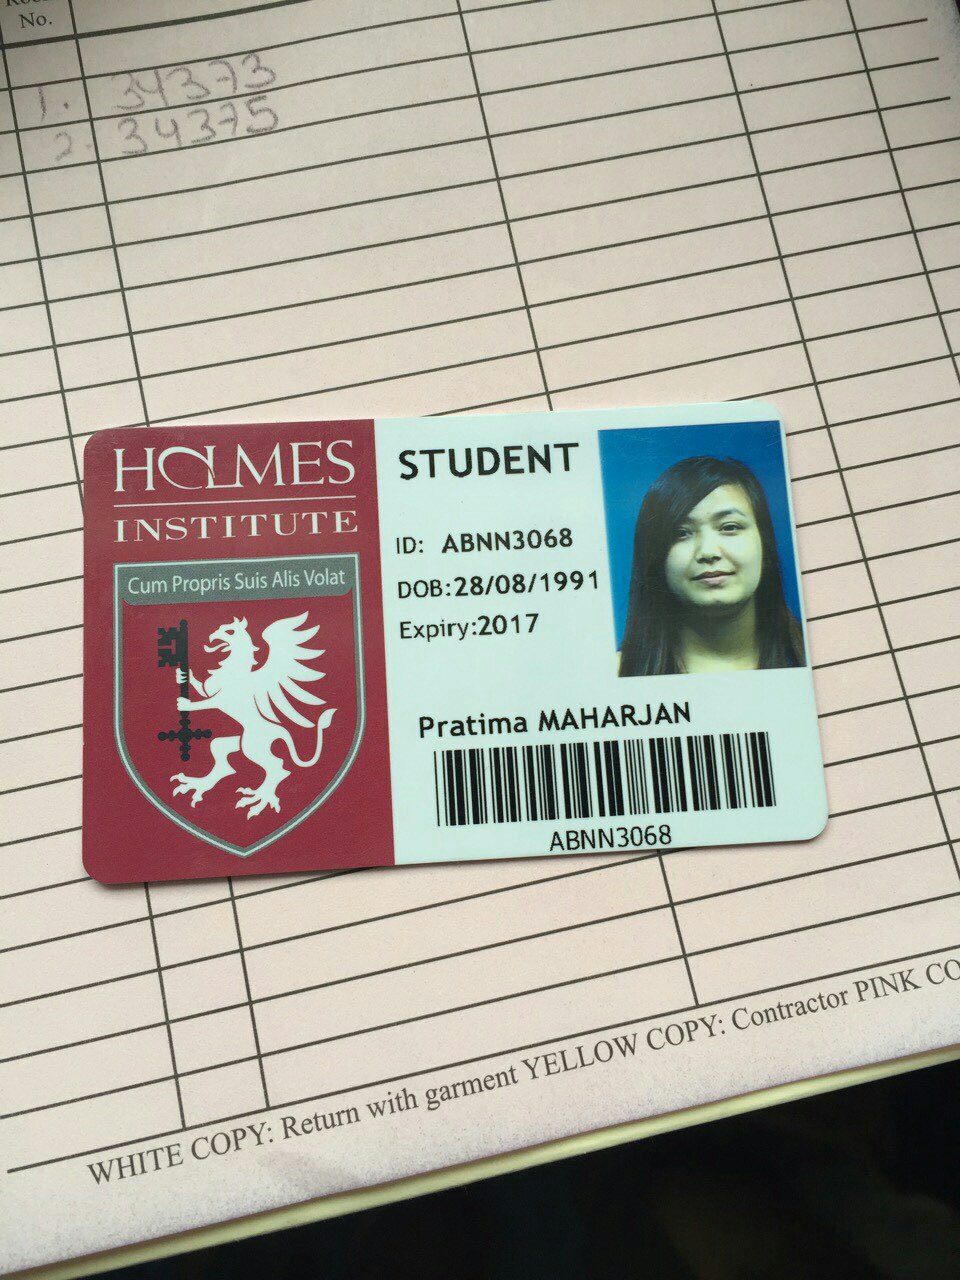 No.
1. 34373
2. 34375
HOLMES
INSTITUTE
Cum Propris Suis Alis Volat
STUDENT
ID: ABNN3068
DOB:28/08/1991
Expiry:2017
Pratima MAHARJAN
ABNN3068
WHITE COPY: Return with garment YELLOW COPY: Contractor PINK CO